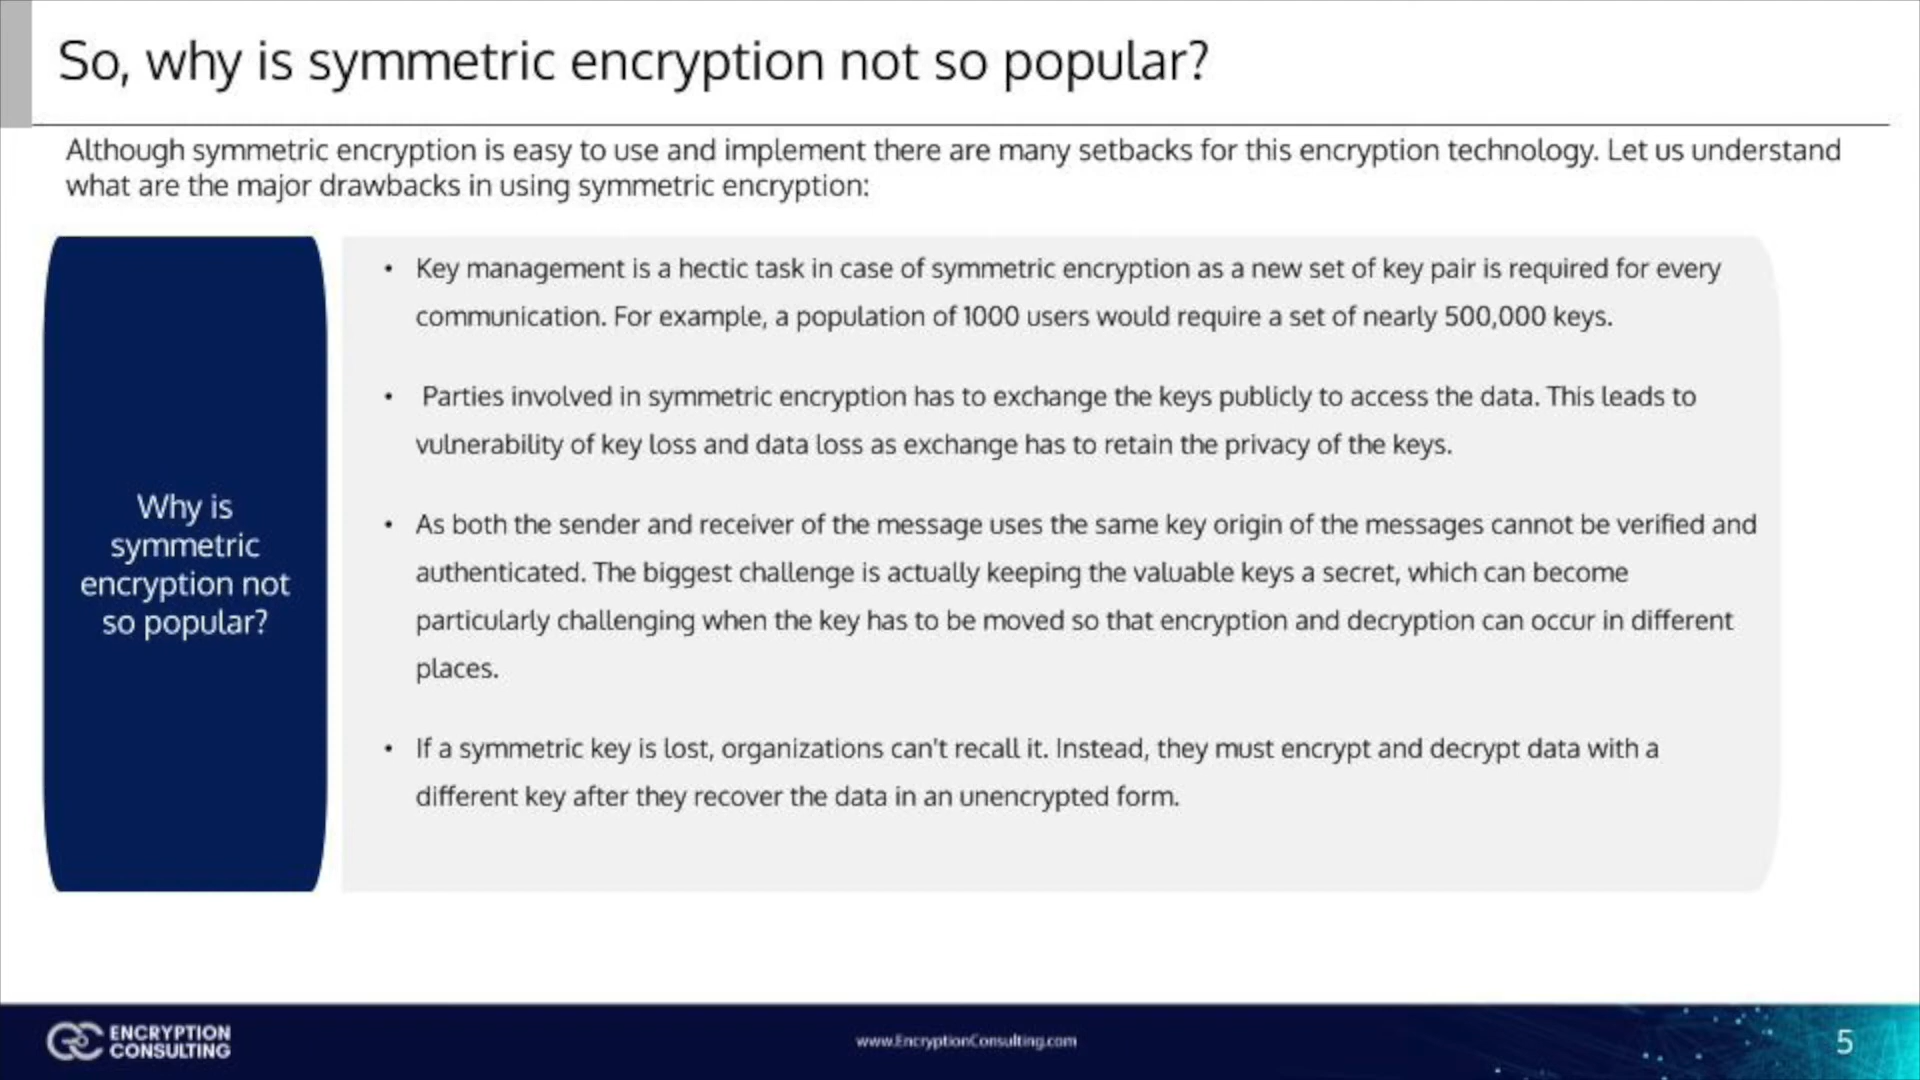 So, why is symmetric encryption not so popular?
Although symmetric encryption is easy to use and implement there are many setbacks for this encryption technology. Let us understand
what are the major drawbacks in using symmetric encryption:
Why is
symmetric
encryption not
so popular?
• Key management is a hectic task in case of symmetric encryption as a new set of key pair is required for every
communication. For example, a population of 1000 users would require a set of nearly 500,000 keys.
• Parties involved in symmetric encryption has to exchange the keys publicly to access the data. This leads to
vulnerability of key loss and data loss as exchange has to retain the privacy of the keys.
• As both the sender and receiver of the message uses the same key origin of the messages cannot be verified and
authenticated. The biggest challenge is actually keeping the valuable keys a secret, which can become
particularly challenging when the key has to be moved so that encryption and decryption can occur in different
places.
• If a symmetric key is lost, organizations can't recall it. Instead, they must encrypt and decrypt data with a
different key after they recover the data in an unencrypted form.
ENCRYPTION
CONSULTING
www.EncryptionConsulting.com
5